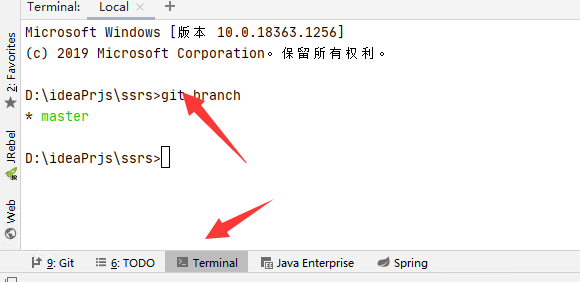 Terminal: Local × +
Microsoft Windows [版本 10.0.18363.1256]
(c) 2019 Microsoft Corporation。保留所有权利。
D:\ideaPrjs\ssrs>git branch
* master
D:\ideaPrjs\ssrs>
2: Favorites
JRebel
Web
9: Git 6: TODO Terminal Java Enterprise Spring